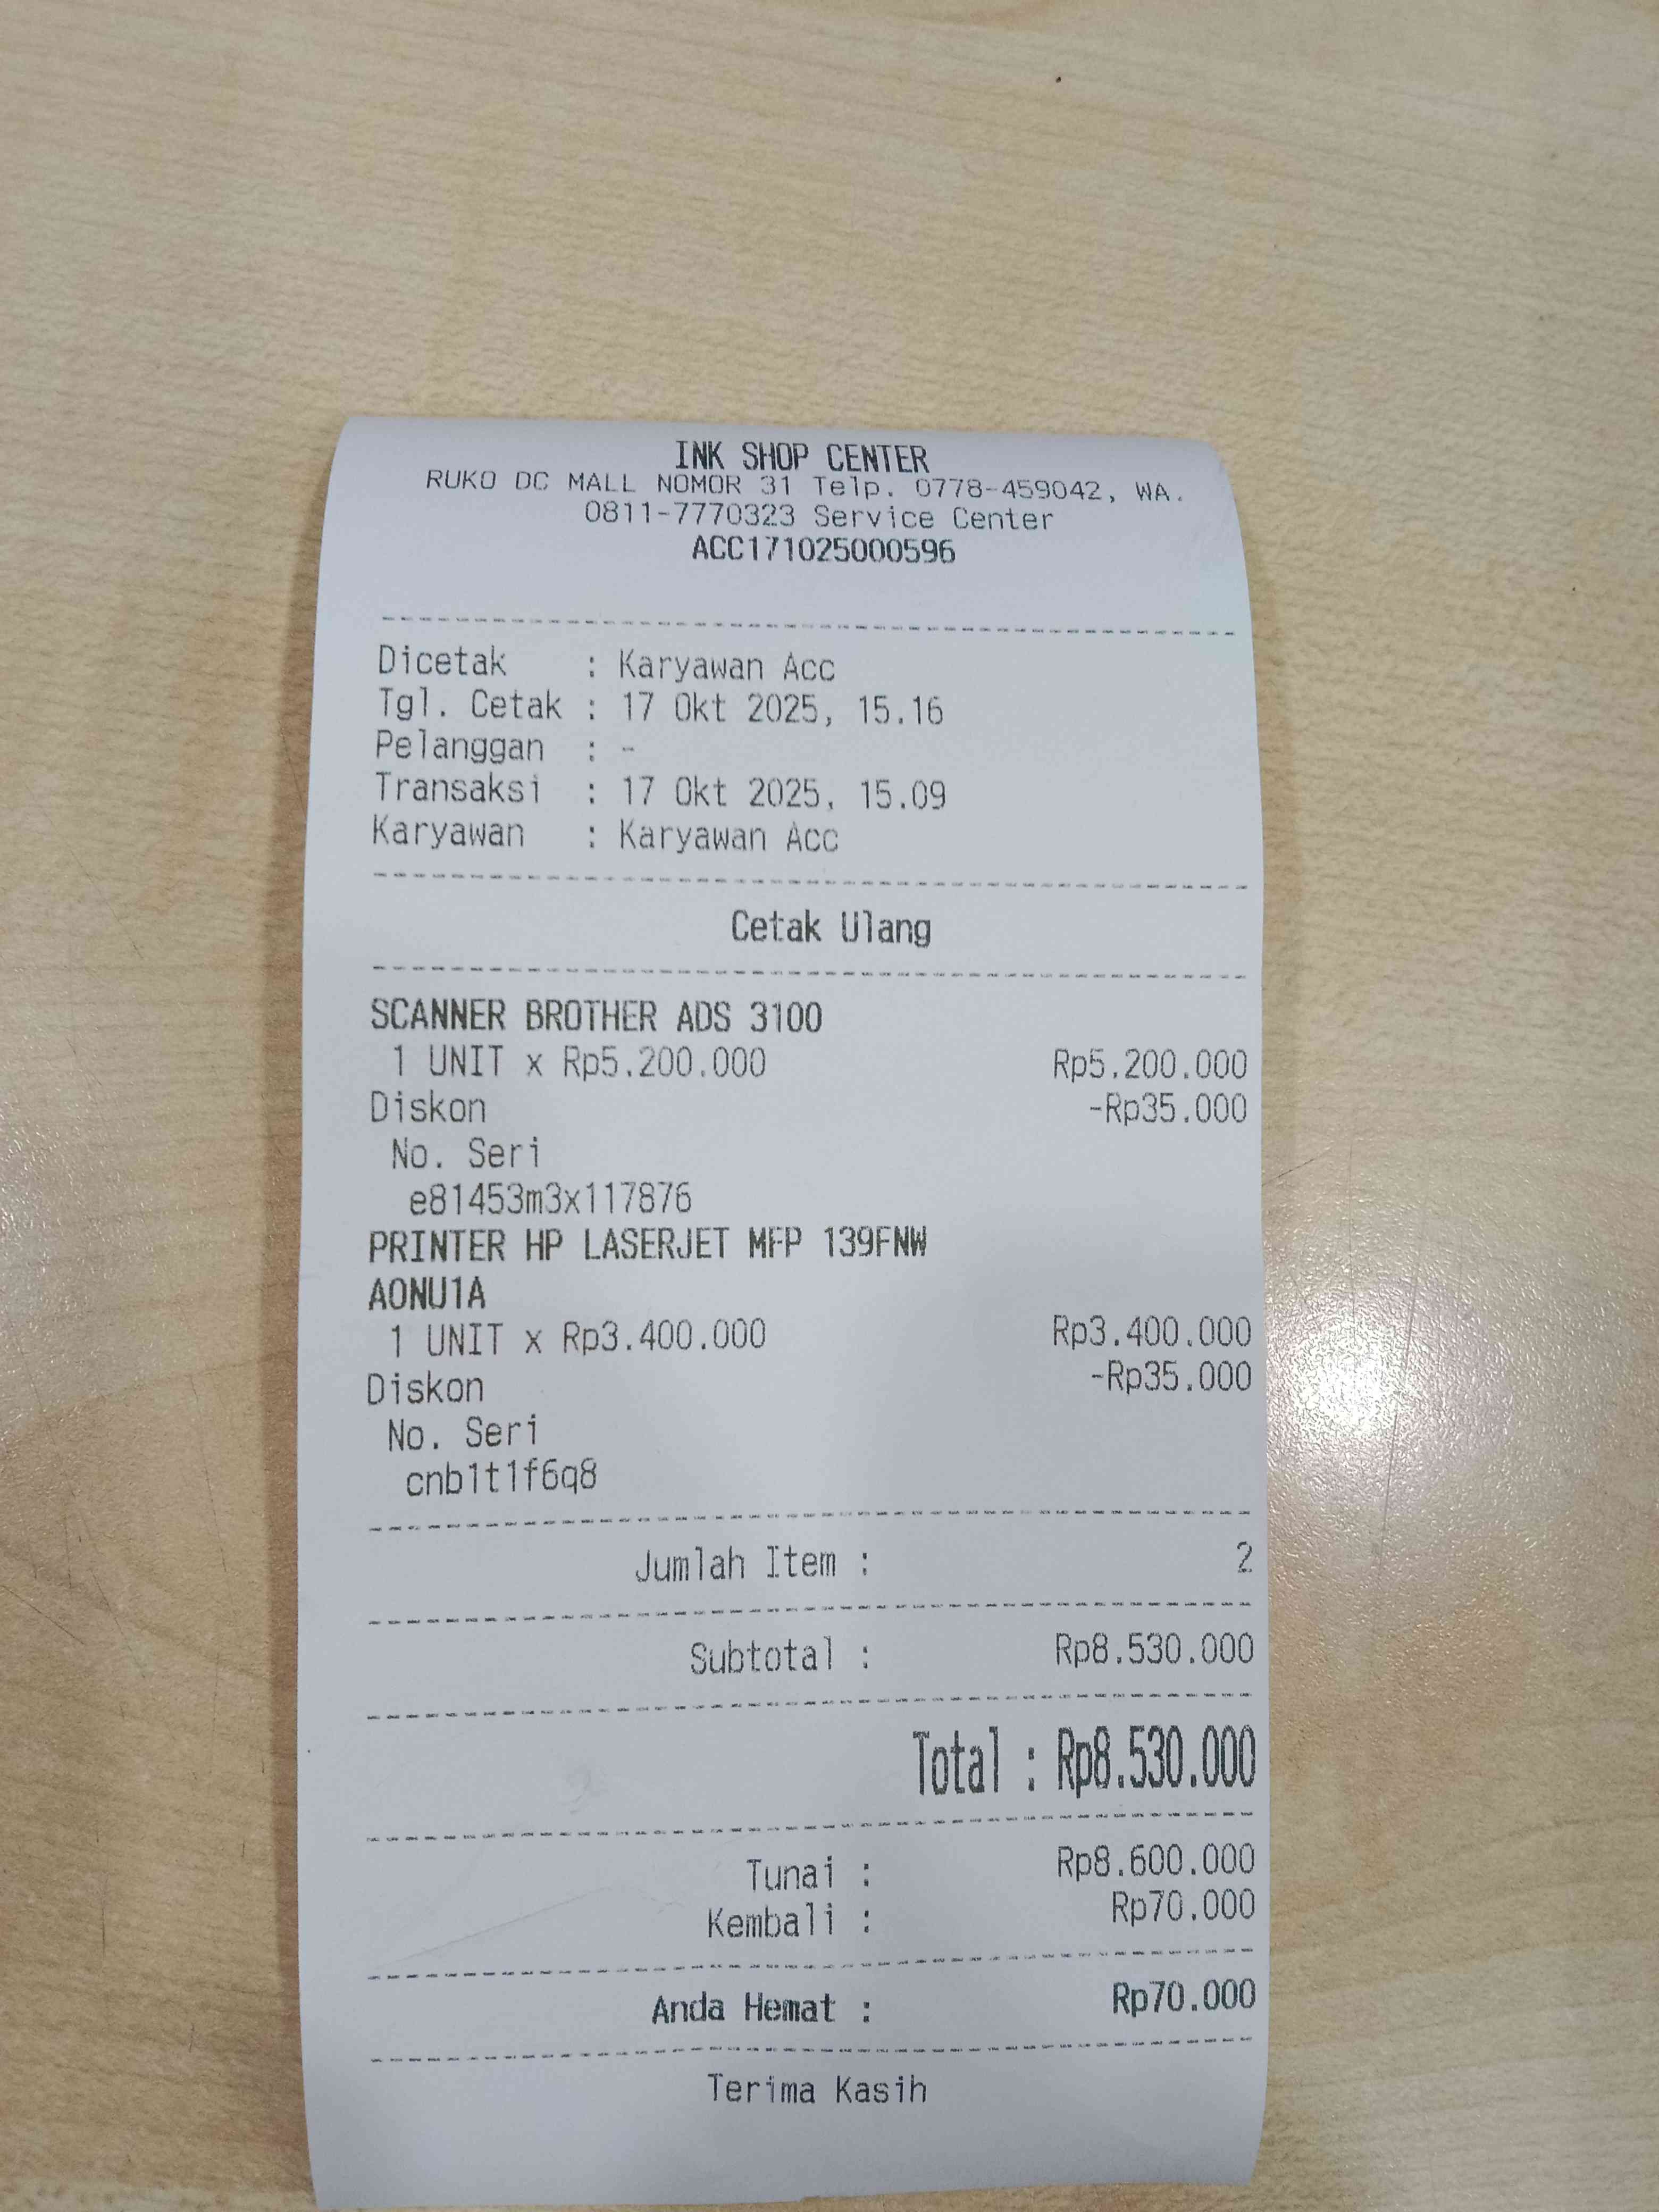 INK SHOP CENTER
RUKO DC MALL NOMOR 31 Telp. 0778-459042, WA.
0811-7770323 Service Center
ACC171025000596
Dicetak : Karyawan Acc
Tgl. Cetak : 17 Okt 2025, 15.16
Pelanggan : -
Transaksi : 17 Okt 2025, 15.09
Karyawan : Karyawan Acc
Cetak Ulang
SCANNER BROTHER ADS 3100
1 UNIT x Rp5.200.000 Rp5.200.000
Diskon -Rp35.000
No. Seri
e81453m3x117876
PRINTER HP LASERJET MFP 139FNW
A0NU1A
1 UNIT x Rp3.400.000 Rp3.400.000
Diskon -Rp35.000
No. Seri
cnb1t1f6q8
Jumlah Item : 2
Subtotal : Rp8.530.000
Total : Rp8.530.000
Tunai : Rp8.600.000
Kembali : Rp70.000
Anda Hemat : Rp70.000
Terima Kasih